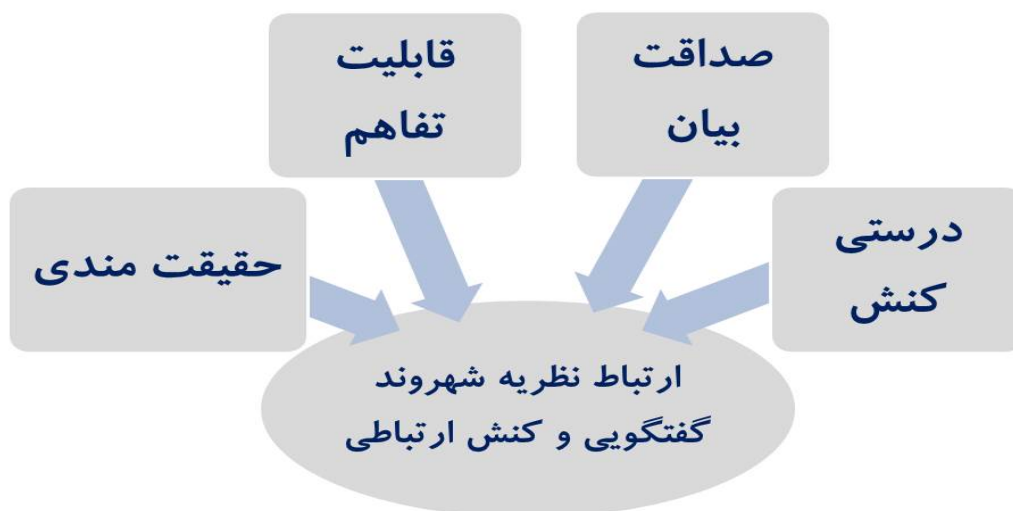 صداقت
بیان
قابلیت
تفاهم
درستی
کنش
حقیقت مندی
ارتباط نظریه شهروند
گفتگویی و کنش ارتباطی